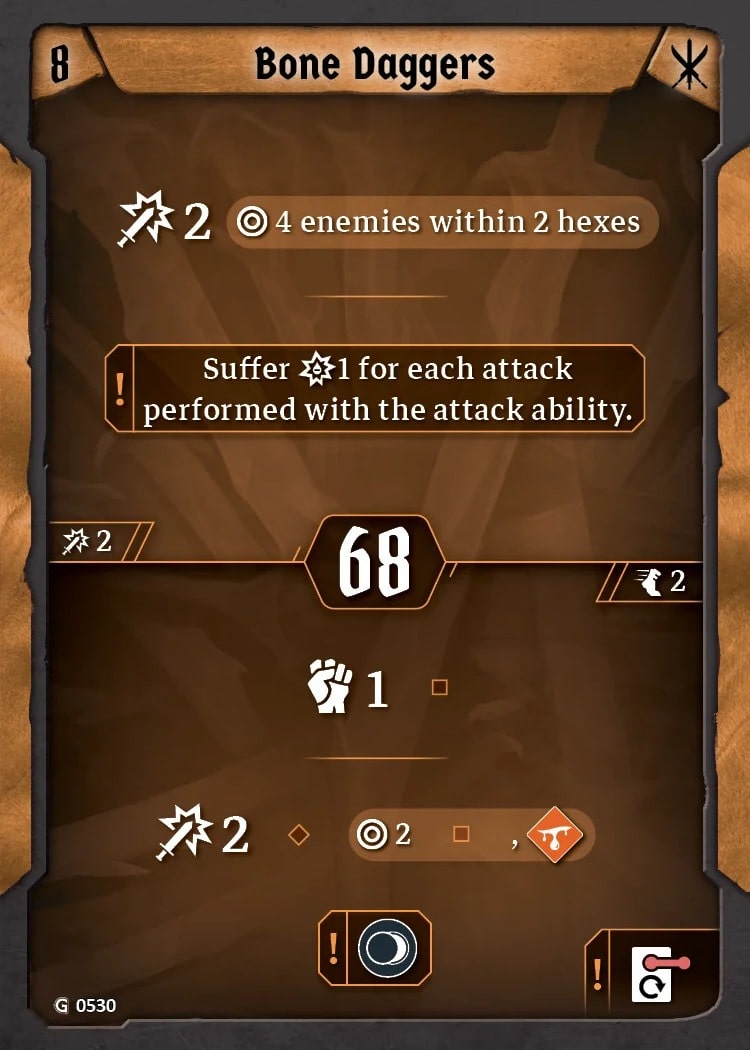 8
Bone Daggers
2 4 enemies within 2 hexes
Suffer 1 for each attack
performed with the attack ability.
!
2
68
2
1
2 2 ,
!
!
G 0530